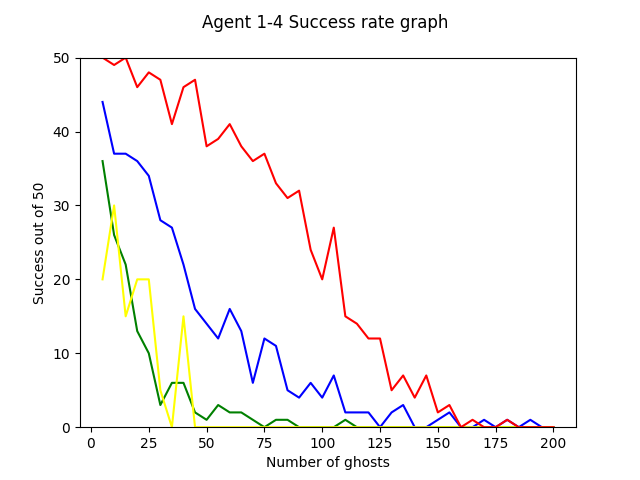 Agent 1-4 Success rate graph
50
40
30
20
10
0
Success out of 50
0 25 50 75 100 125 150 175 200
Number of ghosts